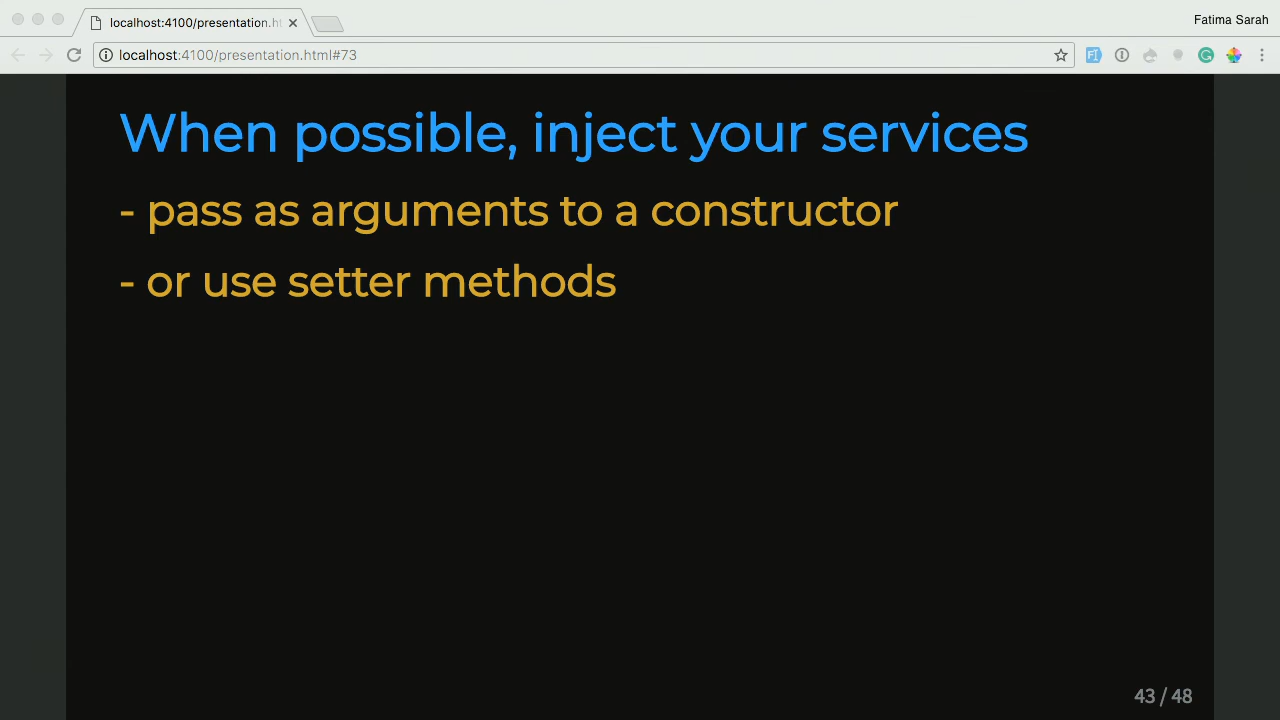 localhost:4100/presentation.ht
Fatima Sarah
localhost:4100/presentation.html#73
When possible, inject your services
- pass as arguments to a constructor
- or use setter methods
43 / 48